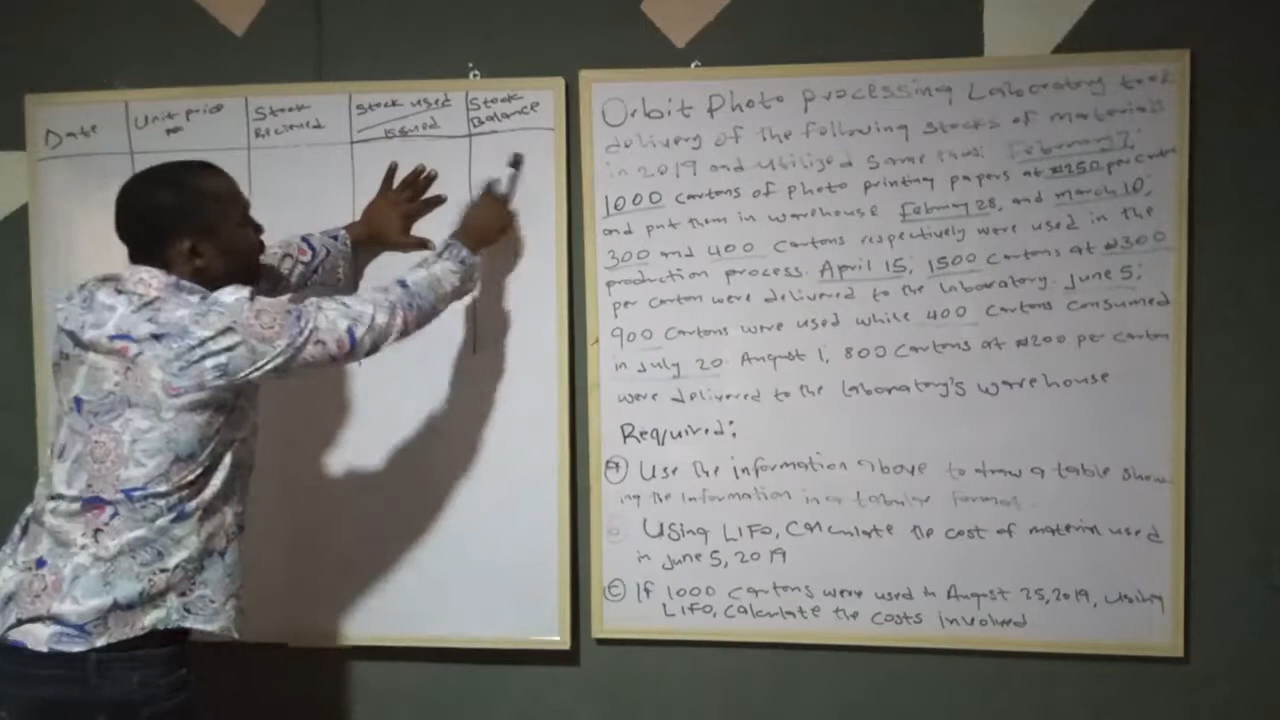 Date
Unit price
Stock Recieved
Stock used issued
Stock Balance
Orbit Photo processing Laboratory took
delivery of the following stocks of materials
in 2019 and utilized same thus: February 7;
1000 cartons of photo printing papers at ₦250 per carton
and put them in warehouse February 28, and march 10;
300 and 400 cartons respectively were used in the
production process. April 15; 1500 cartons at ₦300
per carton were delivered to the laboratory. June 5;
900 cartons were used while 400 cartons consumed
in July 20. August 1; 800 cartons at ₦200 per carton
were delivered to the laboratory's warehouse
Required:
(A) Use the information above to draw a table show-
ing the information in a tabular format.
Using LIFO, calculate the cost of material used
in June 5, 2019
(C) If 1000 cartons were used in August 25, 2019, using
LIFO, calculate the costs involved